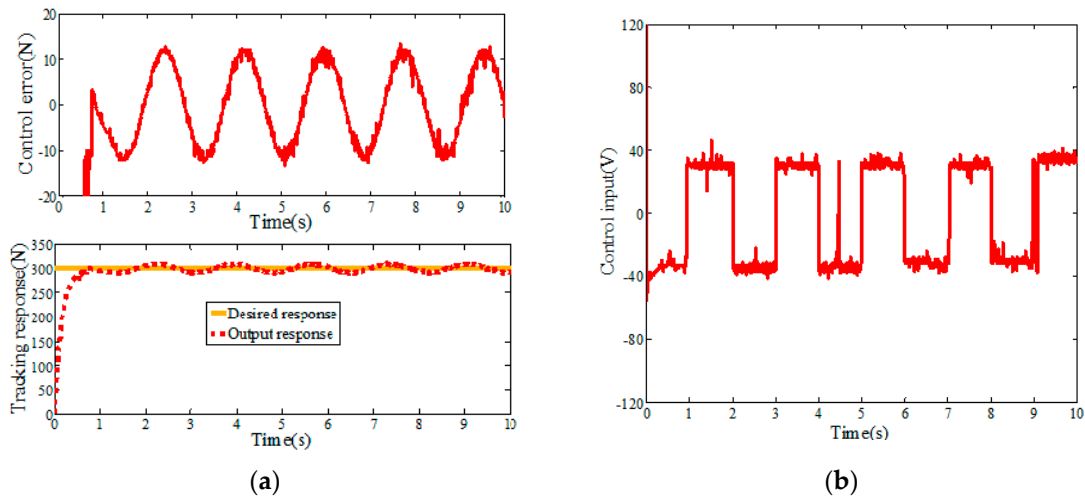 20
10
0
-10
-20
Control error(N)
0 1 2 3 4 5 6 7 8 9 10
Time(s)
350
300
250
200
150
100
50
0
Tracking response(N)
Desired response
Output response
0 1 2 3 4 5 6 7 8 9 10
Time(s)
(a)
120
80
40
0
-40
-80
-120
Control input(V)
0 1 2 3 4 5 6 7 8 9 10
Time(s)
(b)